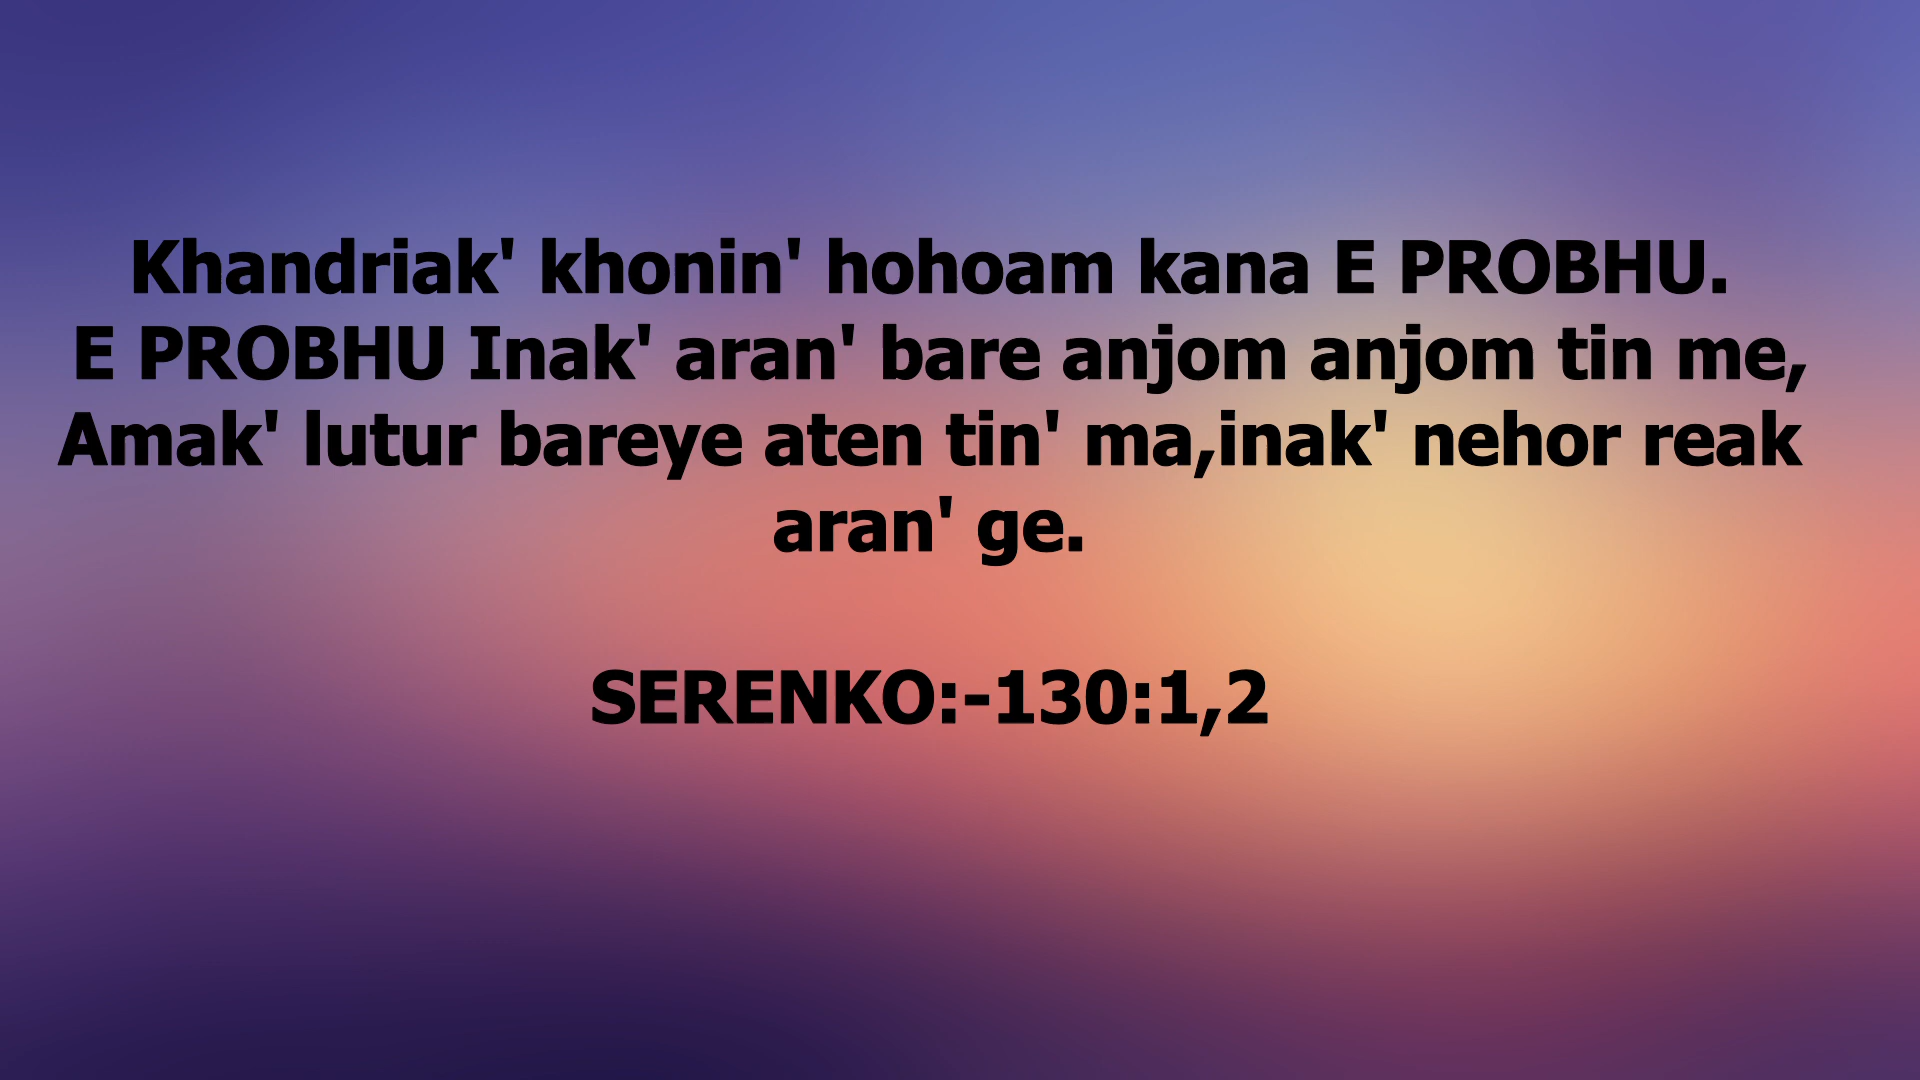 Khandriak' khonin' hohoam kana E PROBHU.
E PROBHU Inak' aran' bare anjom anjom tin me,
Amak' lutur bareye aten tin' ma,inak' nehor reak
aran' ge.
SERENKO:-130:1,2